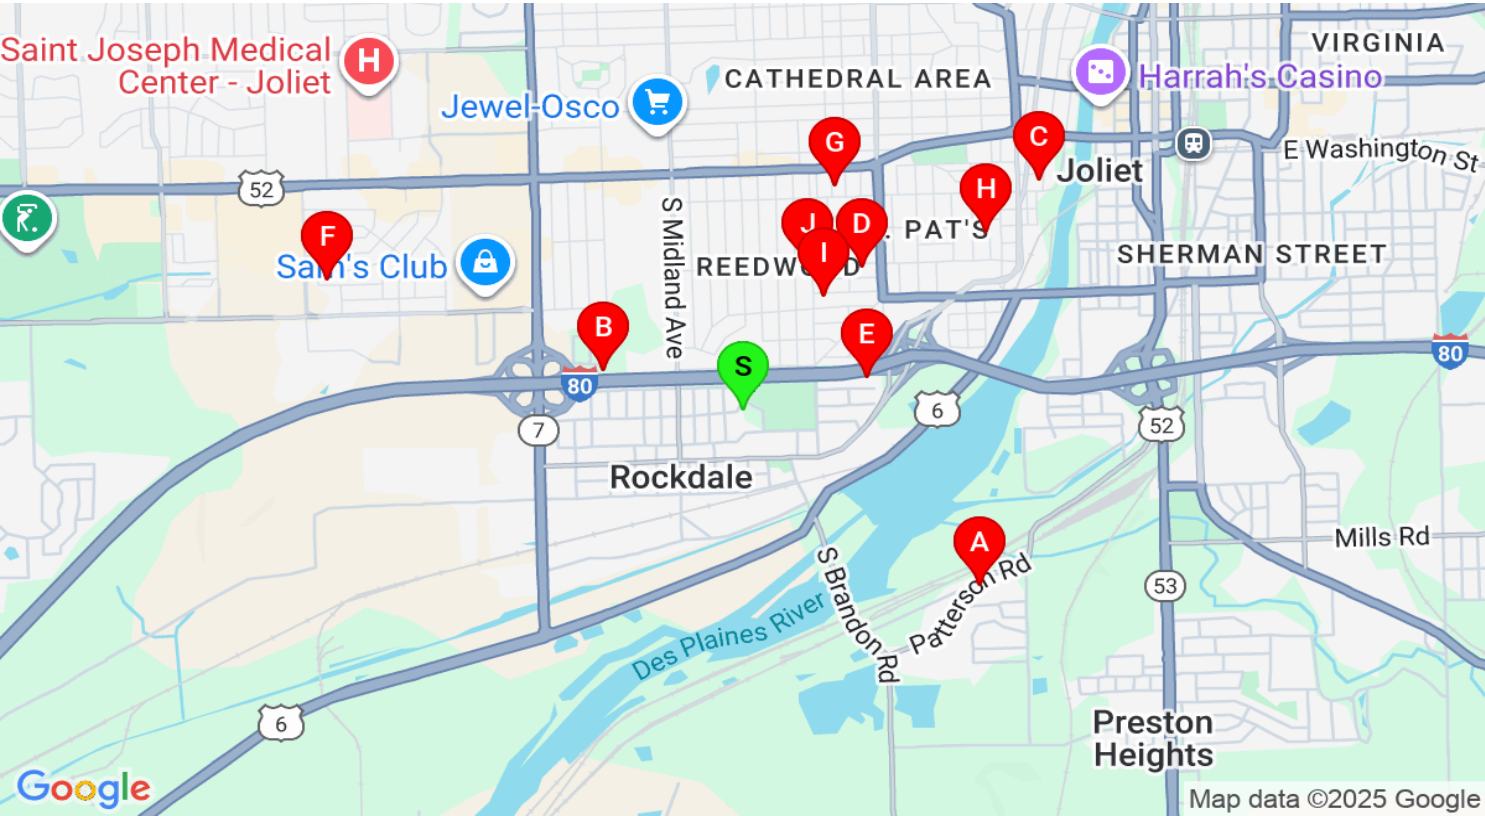 VIRGINIA
Saint Joseph Medical
Center - Joliet
H
CATHEDRAL AREA
Harrah's Casino
Jewel-Osco
G
C
E Washington St
Joliet
52
H
S Midland Ave
J
D
. PAT'S
F
I
SHERMAN STREET
Sam's Club
REEDW
D
B
E
80
S
80
6
7
52
Rockdale
A
Mills Rd
S Brandon Rd
Patterson Rd
53
Des Plaines River
6
Preston
Heights
Google
Map data ©2025 Google